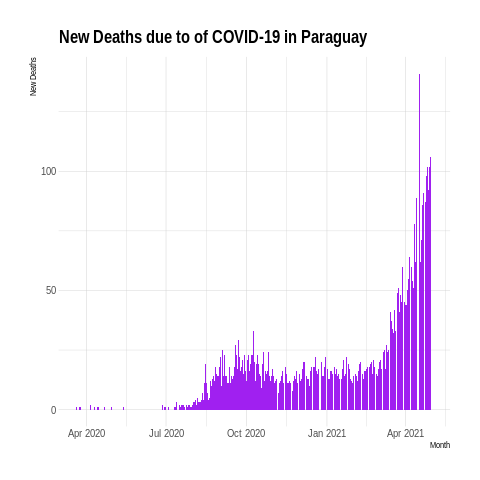 New Deaths due to of COVID-19 in Paraguay
New Deaths
100
50
0
Apr 2020 Jul 2020 Oct 2020 Jan 2021 Apr 2021
Month